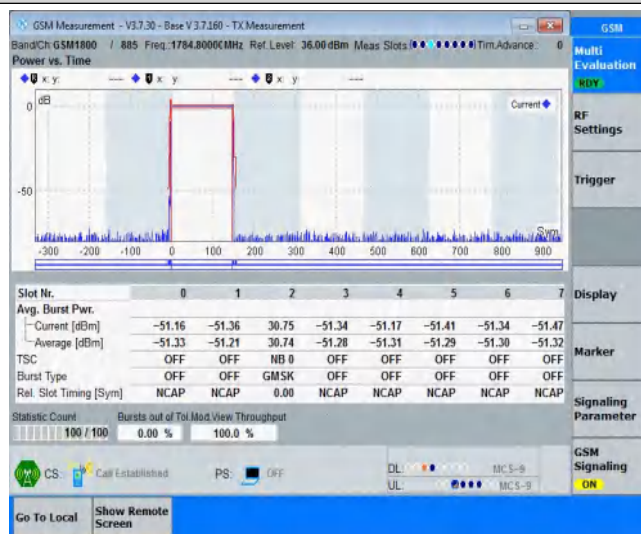 GSM Measurement - V3.7.30 - Base V 3.7.160 - TX Measurement
GSM
Band/Ch: GSM1800 / 885 Freq.:1784.8000 MHz Ref. Level: 36.00 dBm Meas Slots: Tim.Advance: 0
Power vs. Time
x: y: --- x y --- x y ---
dB
Current
0
-50
Sym
-300 -200 -100 0 100 200 300 400 500 600 700 800 900
Slot Nr. 0 1 2 3 4 5 6 7
Avg. Burst Pwr.
Current [dBm] -51.16 -51.36 30.75 -51.34 -51.17 -51.41 -51.34 -51.47
Average [dBm] -51.33 -51.21 30.74 -51.28 -51.31 -51.29 -51.30 -51.32
TSC OFF OFF NB 0 OFF OFF OFF OFF OFF
Burst Type OFF OFF GMSK OFF OFF OFF OFF OFF
Rel. Slot Timing [Sym] NCAP NCAP 0.00 NCAP NCAP NCAP NCAP NCAP
Statistic Count Bursts out of Tol. Mod.View Throughput
100 / 100 0.00 % 100.0 %
CS: Call Established PS: OFF DL: MCS-9
UL: MCS-9
Go To Local
Show Remote
Screen
Multi
Evaluation
RDY
RF
Settings
Trigger
Display
Marker
Signaling
Parameter
GSM
Signaling
ON